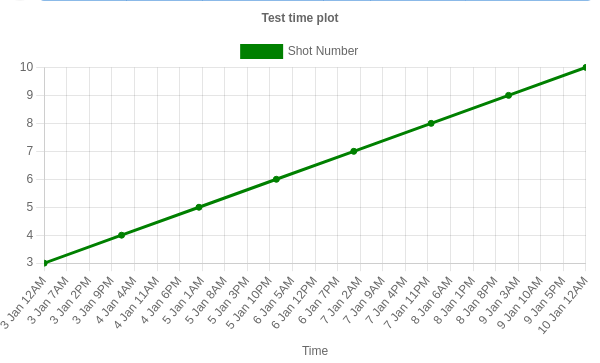 Test time plot
Shot Number
10
9
8
7
6
5
4
3
3 Jan 12AM
3 Jan 7AM
3 Jan 2PM
3 Jan 9PM
4 Jan 4AM
4 Jan 11AM
4 Jan 6PM
5 Jan 1AM
5 Jan 8AM
5 Jan 3PM
5 Jan 10PM
6 Jan 5AM
6 Jan 12PM
6 Jan 7PM
7 Jan 2AM
7 Jan 9AM
7 Jan 4PM
7 Jan 11PM
8 Jan 6AM
8 Jan 1PM
8 Jan 8PM
9 Jan 3AM
9 Jan 10AM
9 Jan 5PM
10 Jan 12AM
Time